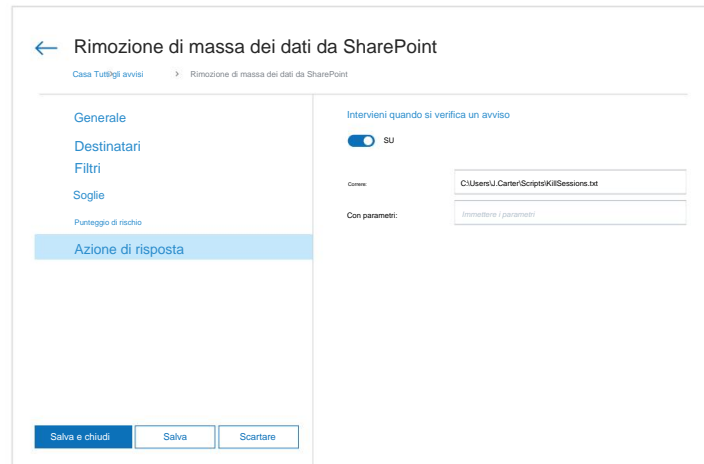 Rimozione di massa dei dati da SharePoint
Casa Tutti gli avvisi > Rimozione di massa dei dati da SharePoint
Generale
Destinatari
Filtri
Soglie
Punteggio di rischio
Azione di risposta
Intervieni quando si verifica un avviso
SU
Correre:
C:\Users\J.Carter\Scripts\KillSessions.txt
Con parametri:
Immettere i parametri
Salva e chiudi
Salva
Scartare